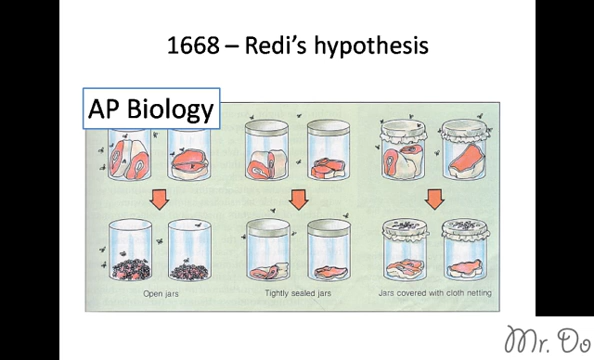 1668 – Redi's hypothesis
AP Biology
Open jars
Tightly sealed jars
Jars covered with cloth netting
Mr. Do